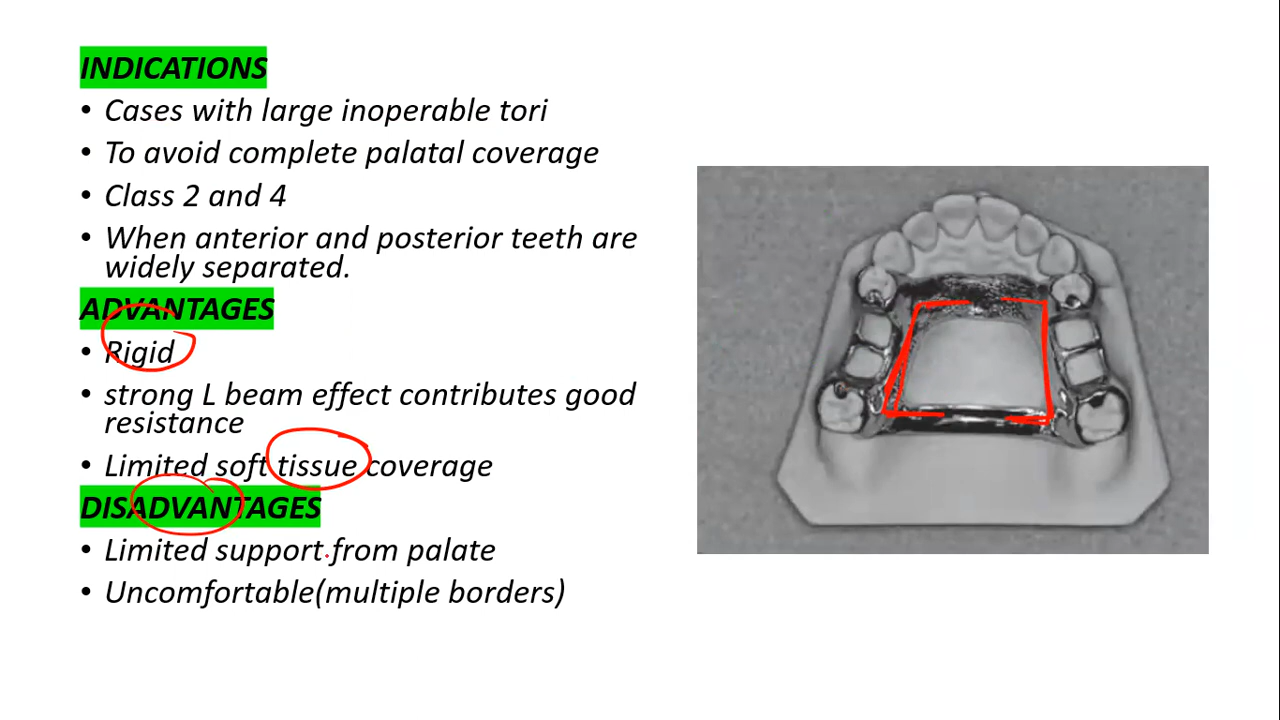 INDICATIONS
• Cases with large inoperable tori
• To avoid complete palatal coverage
• Class 2 and 4
• When anterior and posterior teeth are
widely separated.
ADVANTAGES
• Rigid
• strong L beam effect contributes good
resistance
• Limited soft tissue coverage
DISADVANTAGES
• Limited support from palate
• Uncomfortable(multiple borders)